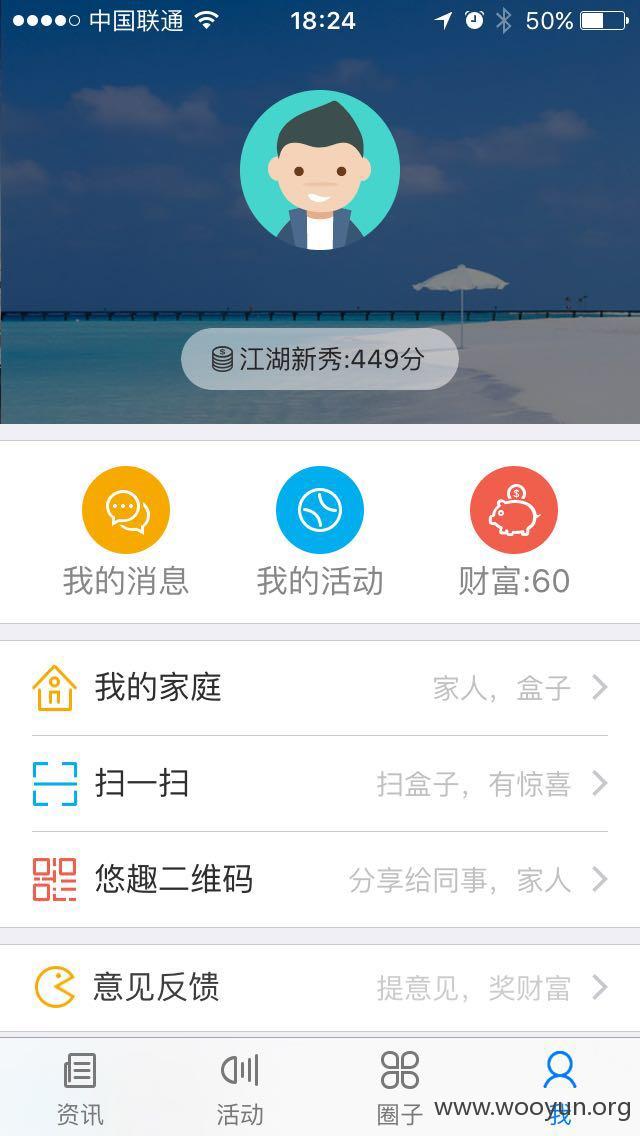 中国联通 18:24 50%
江湖新秀:449分
我的消息 我的活动 财富:60
我的家庭 家人，盒子
扫一扫 扫盒子，有惊喜
悠趣二维码 分享给同事，家人
意见反馈 提意见，奖财富
资讯 活动 圈子 我
www.wooyun.org